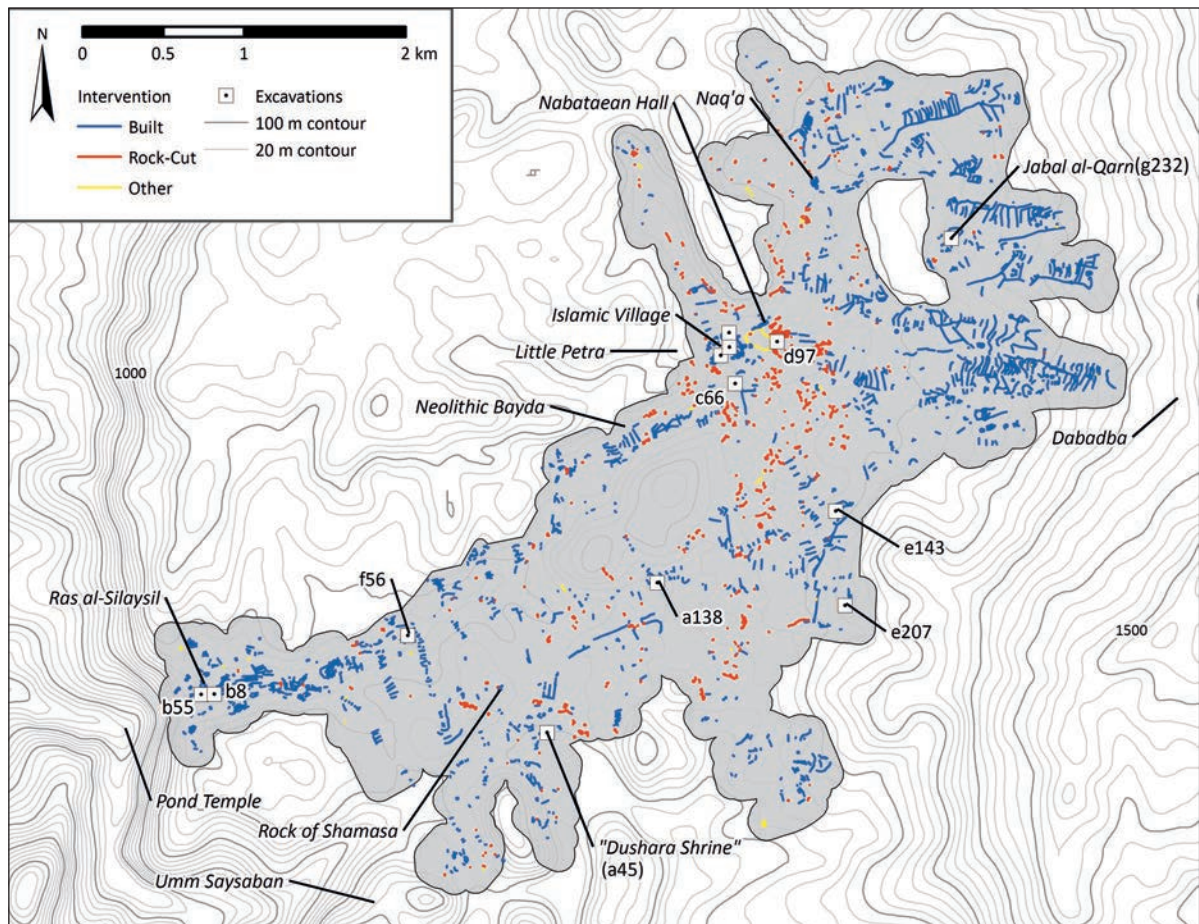 N
0 0.5 1 2 km
Intervention
Built
Rock-Cut
Other
Excavations
100 m contour
20 m contour
Nabataean Hall
Naq'a
Jabal al-Qarn(g232)
Islamic Village
Little Petra
d97
1000
c66
Neolithic Bayda
Dabadba
e143
f56
Ras al-Silaysil
a138
e207
1500
b8
b55
Pond Temple
Rock of Shamasa
"Dushara Shrine"
(a45)
Umm Saysaban